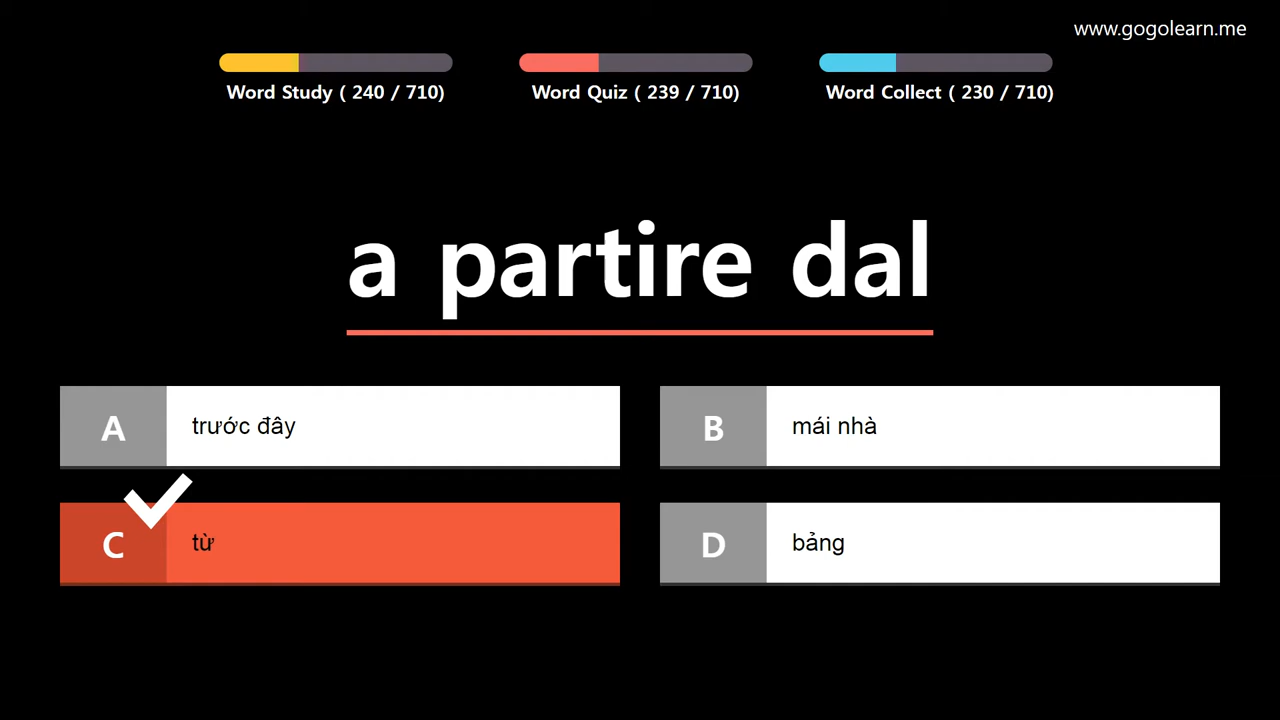 www.gogolearn.me
Word Study ( 240 / 710)
Word Quiz ( 239 / 710)
Word Collect ( 230 / 710)
a partire dal
A
trước đây
B
mái nhà
C
từ
D
bảng